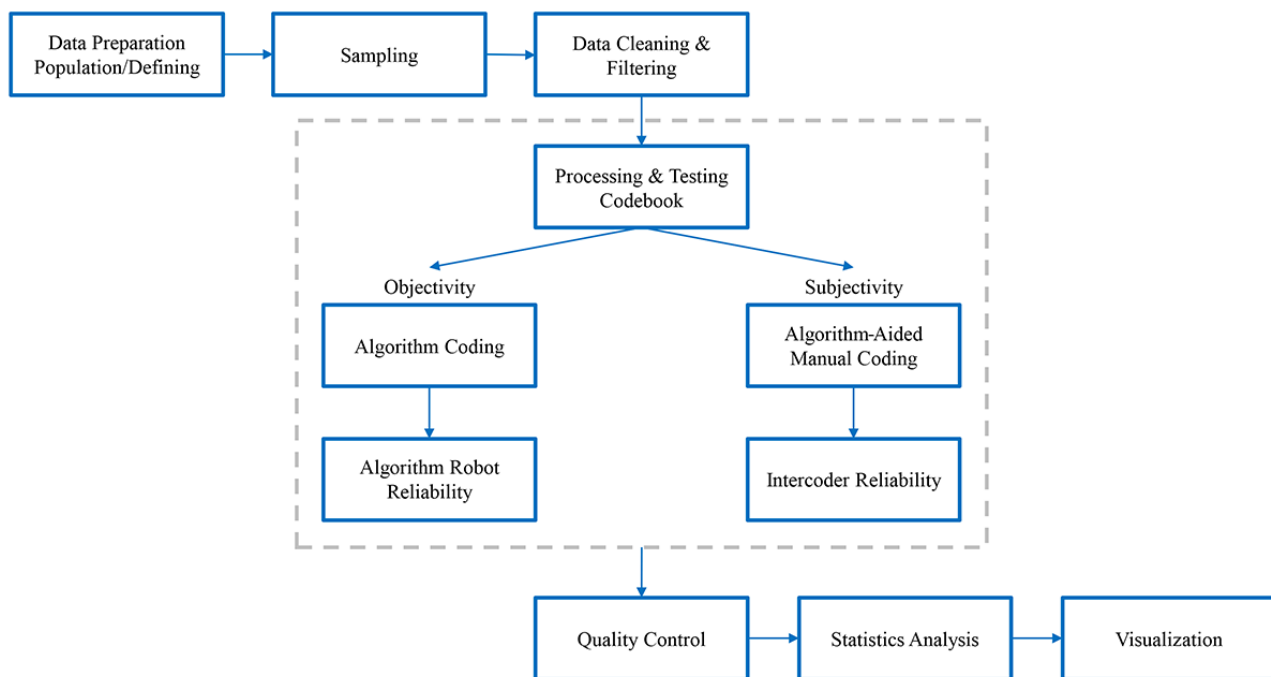 Data Preparation
Population/Defining
Sampling
Data Cleaning &
Filtering
Processing & Testing
Codebook
Objectivity
Subjectivity
Algorithm Coding
Algorithm-Aided
Manual Coding
Algorithm Robot
Reliability
Intercoder Reliability
Quality Control
Statistics Analysis
Visualization